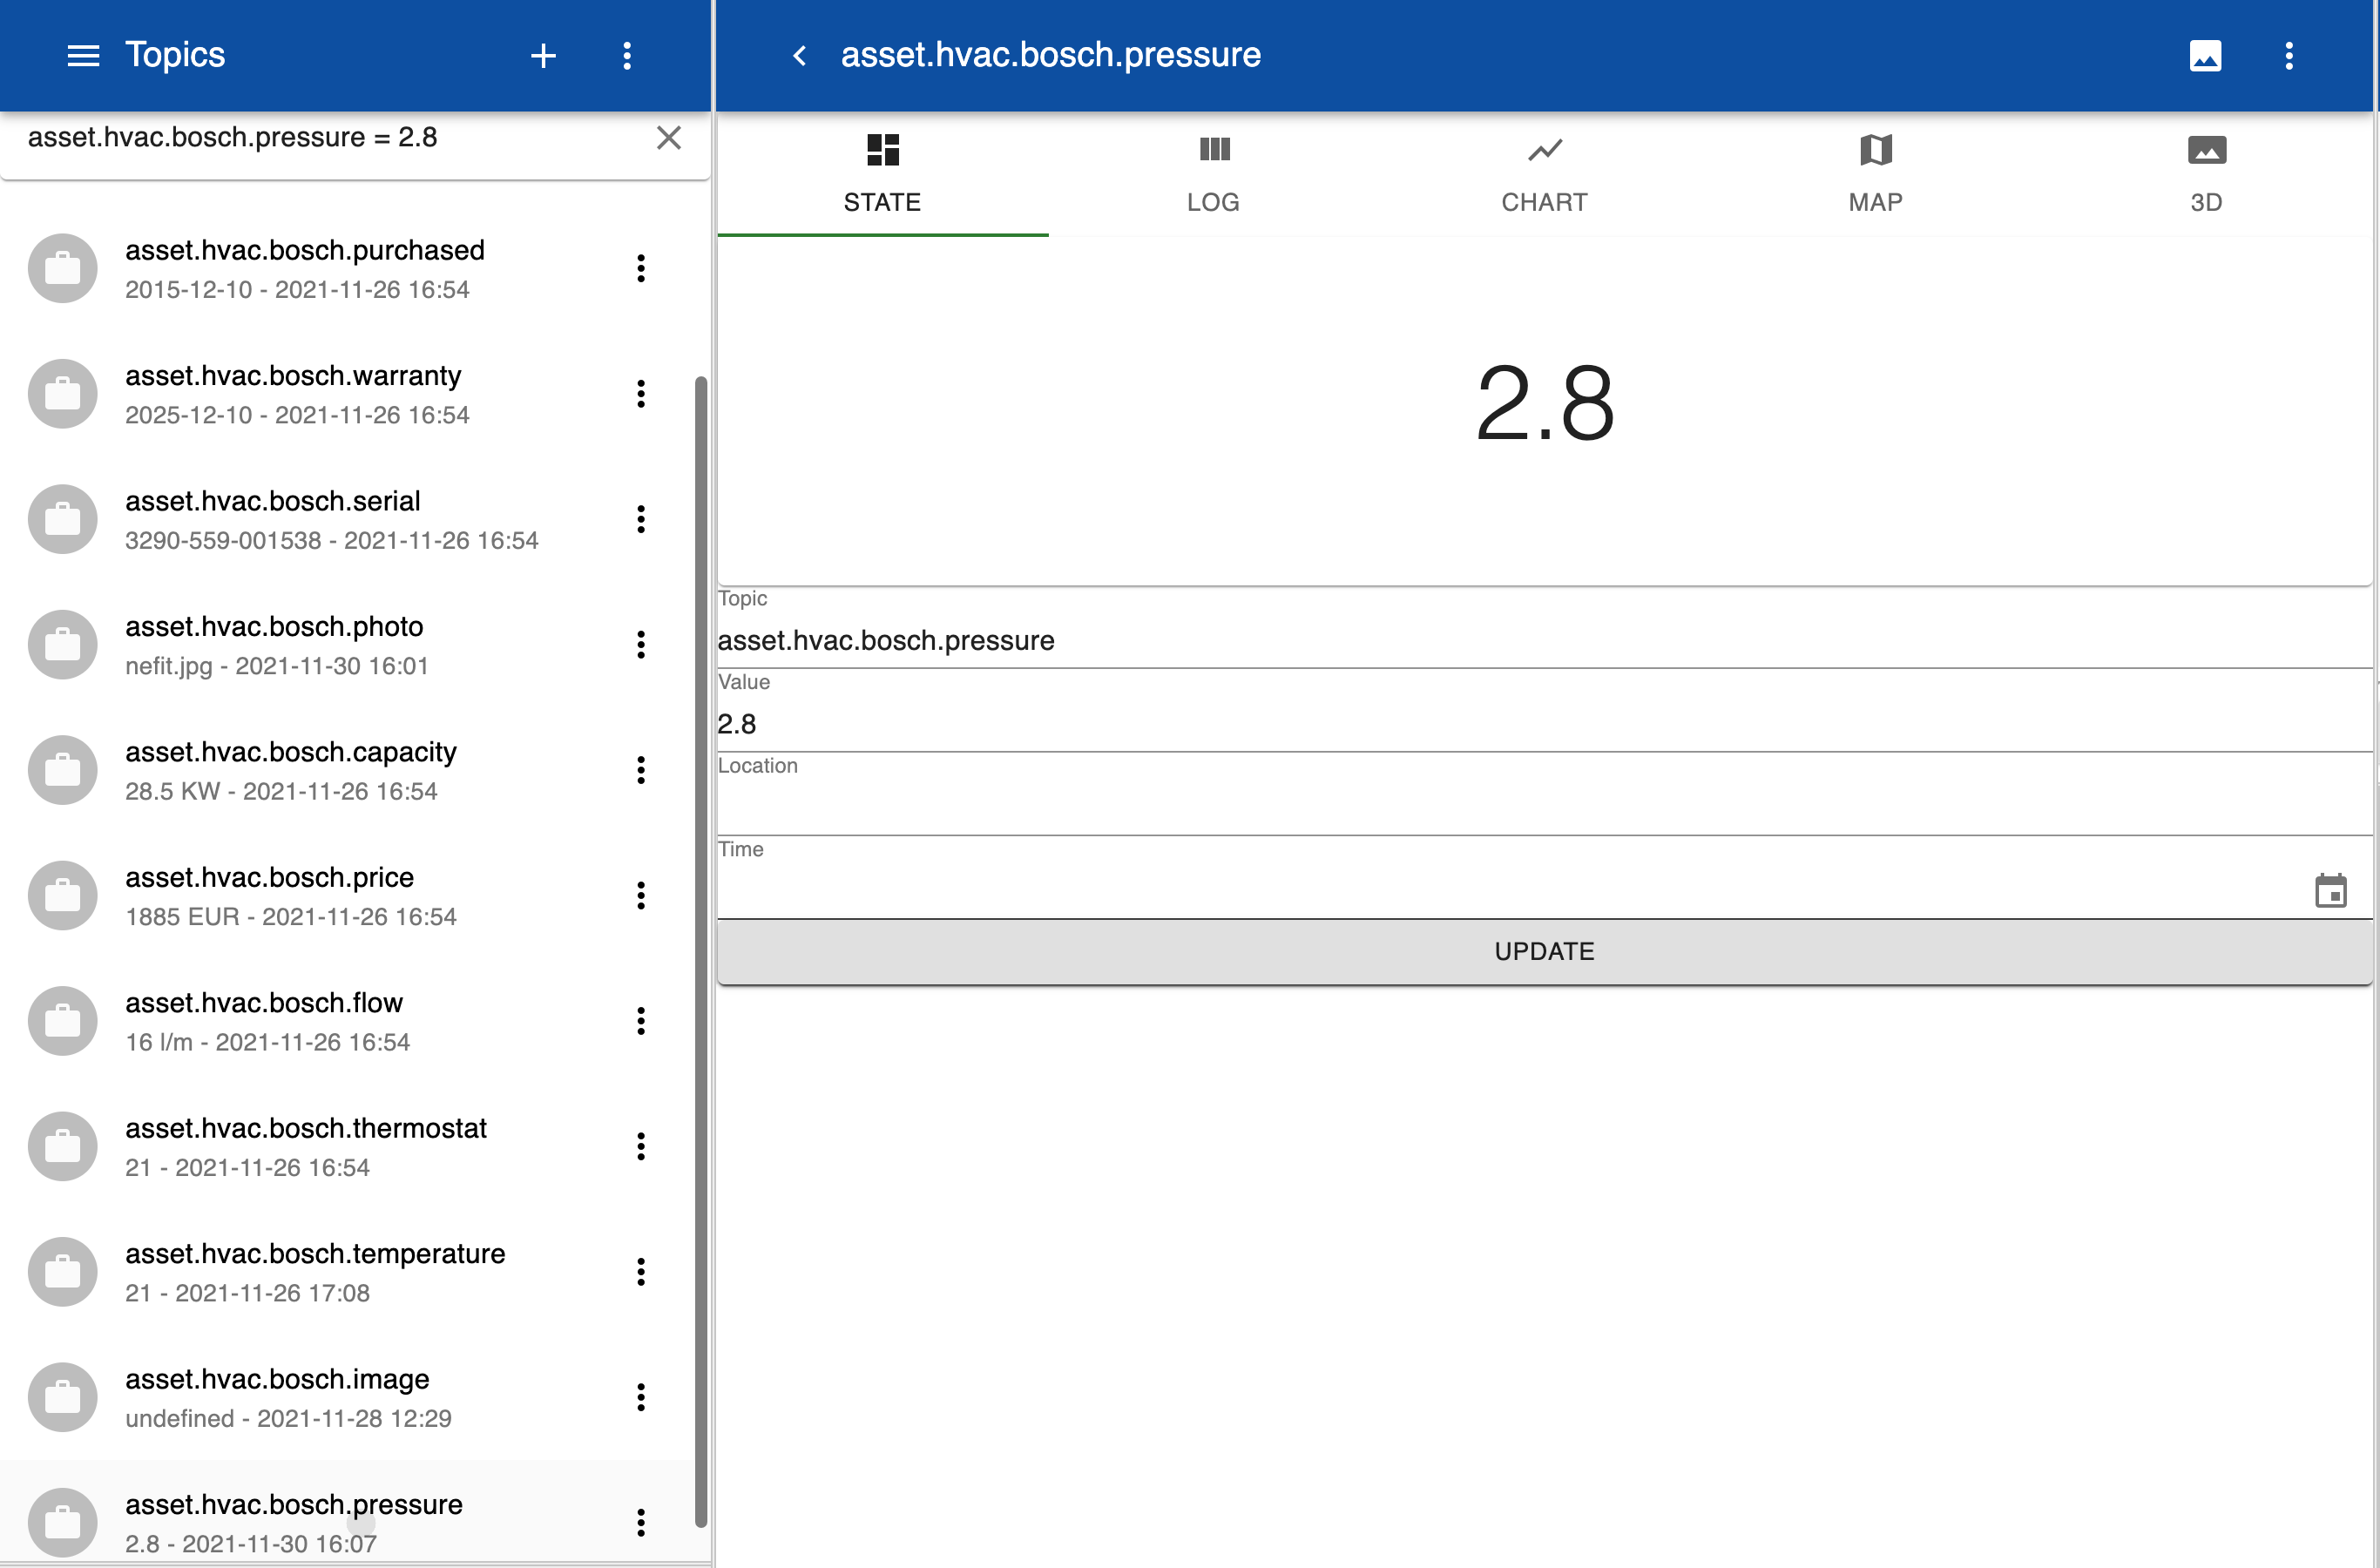 Topics
asset.hvac.bosch.pressure = 2.8
asset.hvac.bosch.purchased
2015-12-10 - 2021-11-26 16:54
asset.hvac.bosch.warranty
2025-12-10 - 2021-11-26 16:54
asset.hvac.bosch.serial
3290-559-001538 - 2021-11-26 16:54
asset.hvac.bosch.photo
nefit.jpg - 2021-11-30 16:01
asset.hvac.bosch.capacity
28.5 KW - 2021-11-26 16:54
asset.hvac.bosch.price
1885 EUR - 2021-11-26 16:54
asset.hvac.bosch.flow
16 l/m - 2021-11-26 16:54
asset.hvac.bosch.thermostat
21 - 2021-11-26 16:54
asset.hvac.bosch.temperature
21 - 2021-11-26 17:08
asset.hvac.bosch.image
undefined - 2021-11-28 12:29
asset.hvac.bosch.pressure
2.8 - 2021-11-30 16:07
asset.hvac.bosch.pressure
STATE
LOG
CHART
MAP
3D
2.8
Topic
asset.hvac.bosch.pressure
Value
2.8
Location
Time
UPDATE